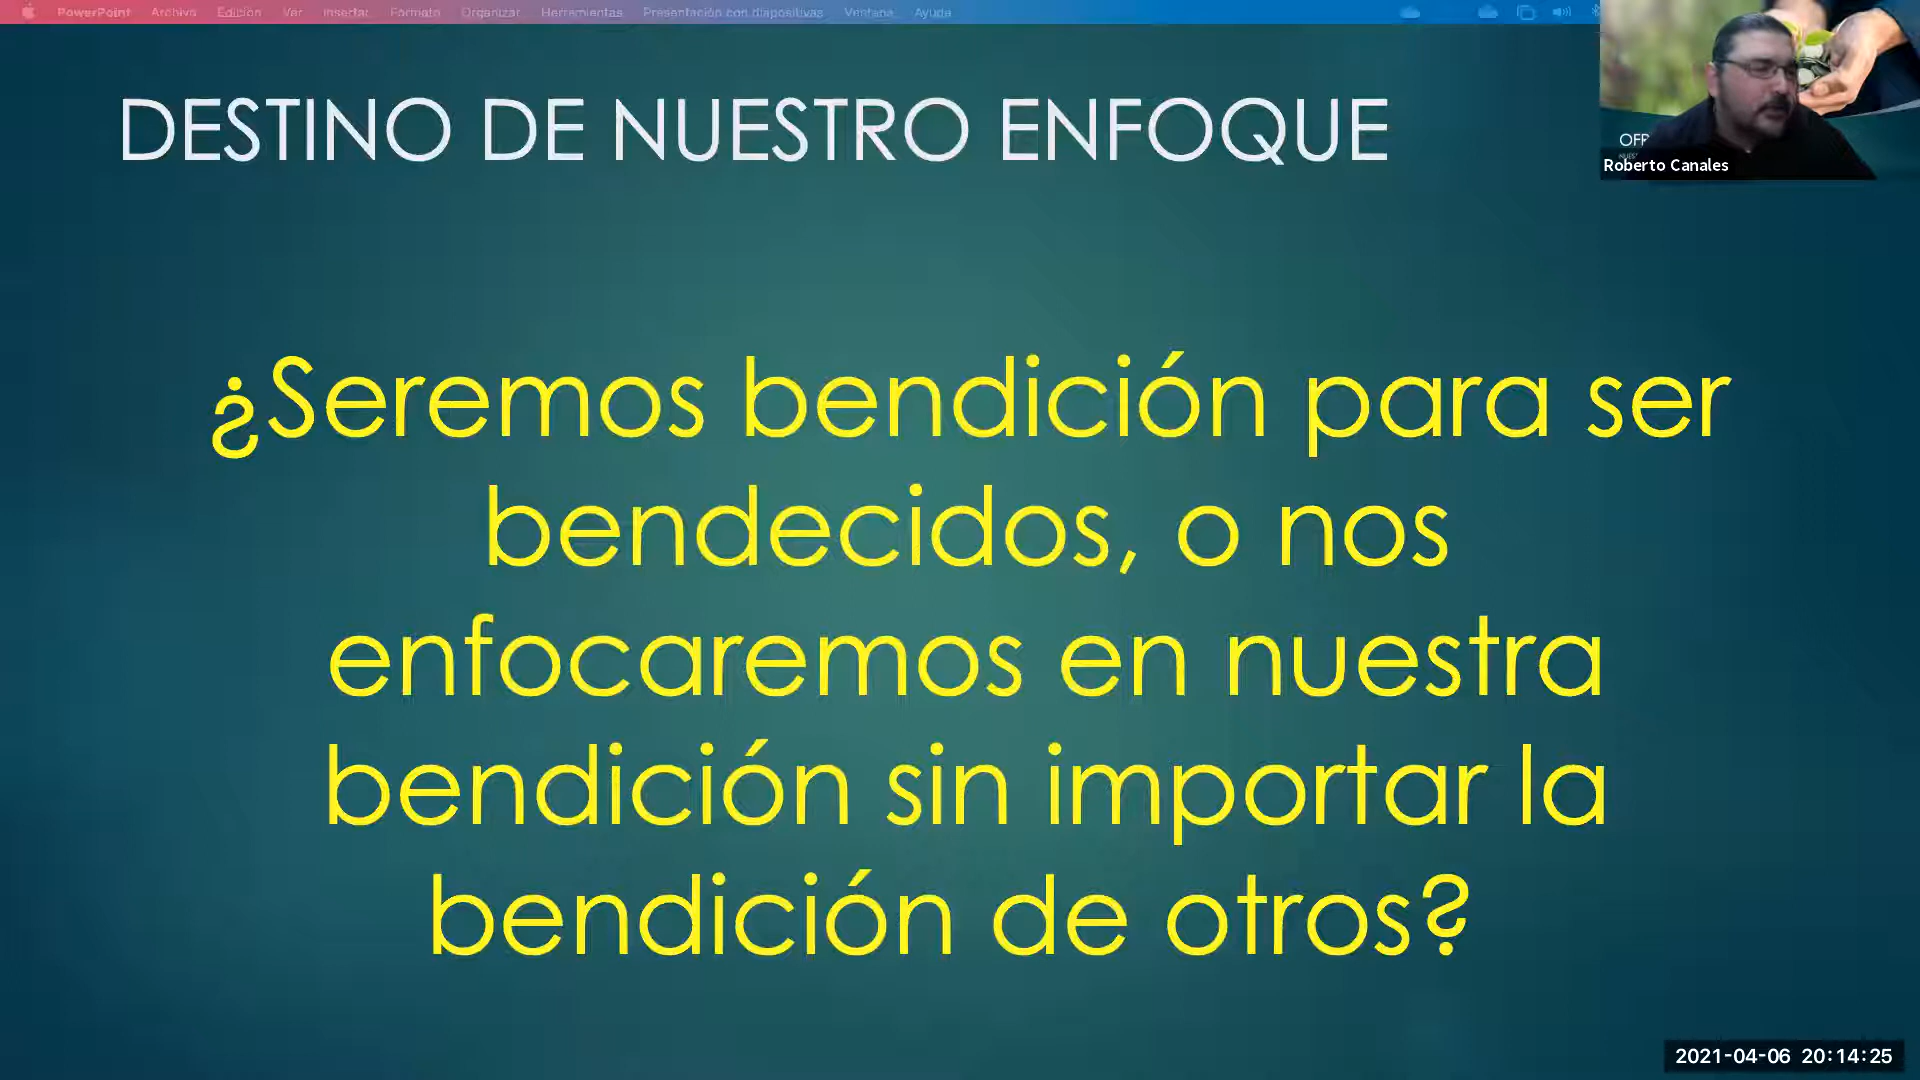 PowerPoint Archivo Edición Ver Insertar Formato Organizar Herramientas Presentación con diapositivas Ventana Ayuda
DESTINO DE NUESTRO ENFOQUE
OFR
Roberto Canales
¿Seremos bendición para ser
bendecidos, o nos
enfocaremos en nuestra
bendición sin importar la
bendición de otros?
2021-04-06 20:14:25